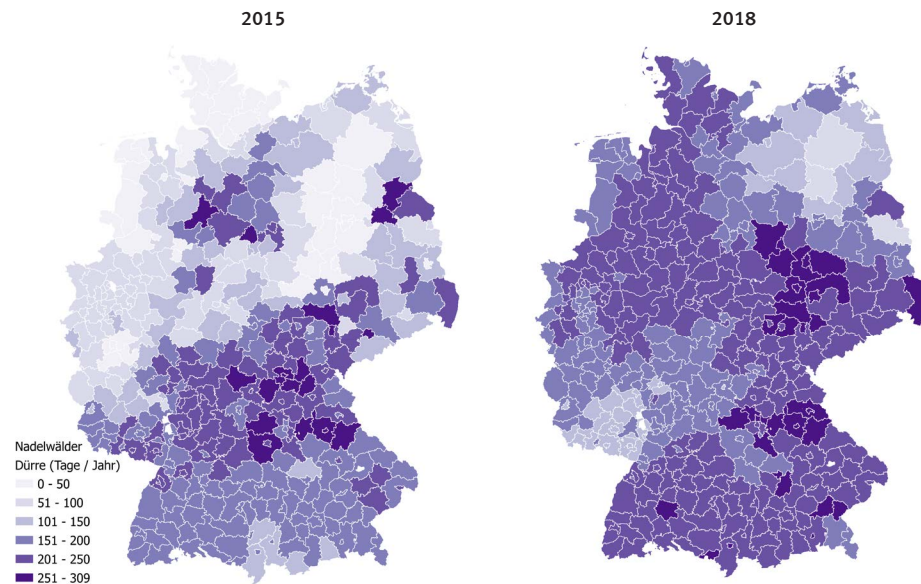 2015
2018
Nadelwälder
Dürre (Tage / Jahr)
0 - 50
51 - 100
101 - 150
151 - 200
201 - 250
251 - 309